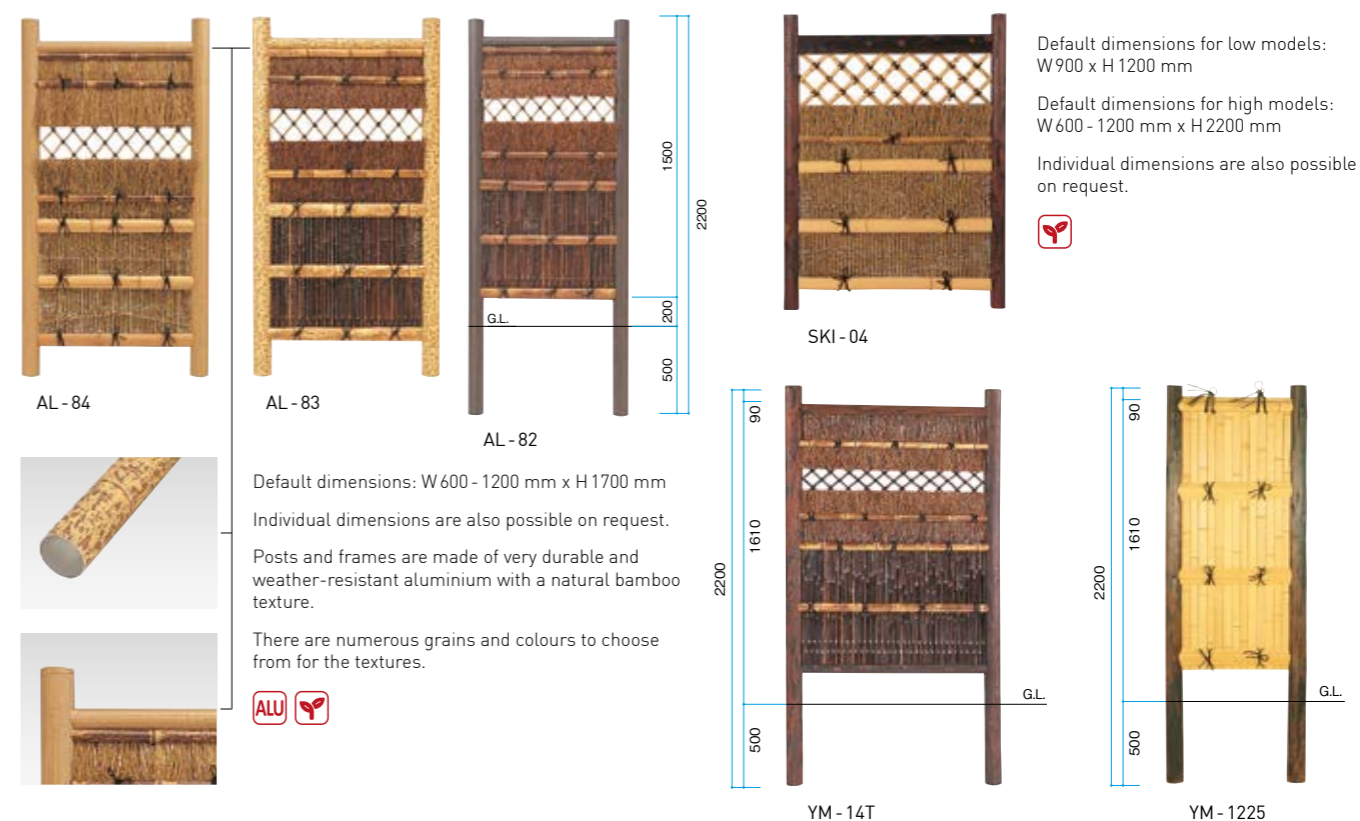 AL - 84
AL - 83
G.L.
1500
200
500
2200
AL - 82
Default dimensions: W 600 - 1200 mm x H 1700 mm
Individual dimensions are also possible on request.
Posts and frames are made of very durable and
weather-resistant aluminium with a natural bamboo
texture.
There are numerous grains and colours to choose
from for the textures.
ALU
SKI - 04
Default dimensions for low models:
W 900 x H 1200 mm
Default dimensions for high models:
W 600 - 1200 mm x H 2200 mm
Individual dimensions are also possible
on request.
2200
90
1610
500
G.L.
YM - 14T
2200
90
1610
500
G.L.
YM - 1225